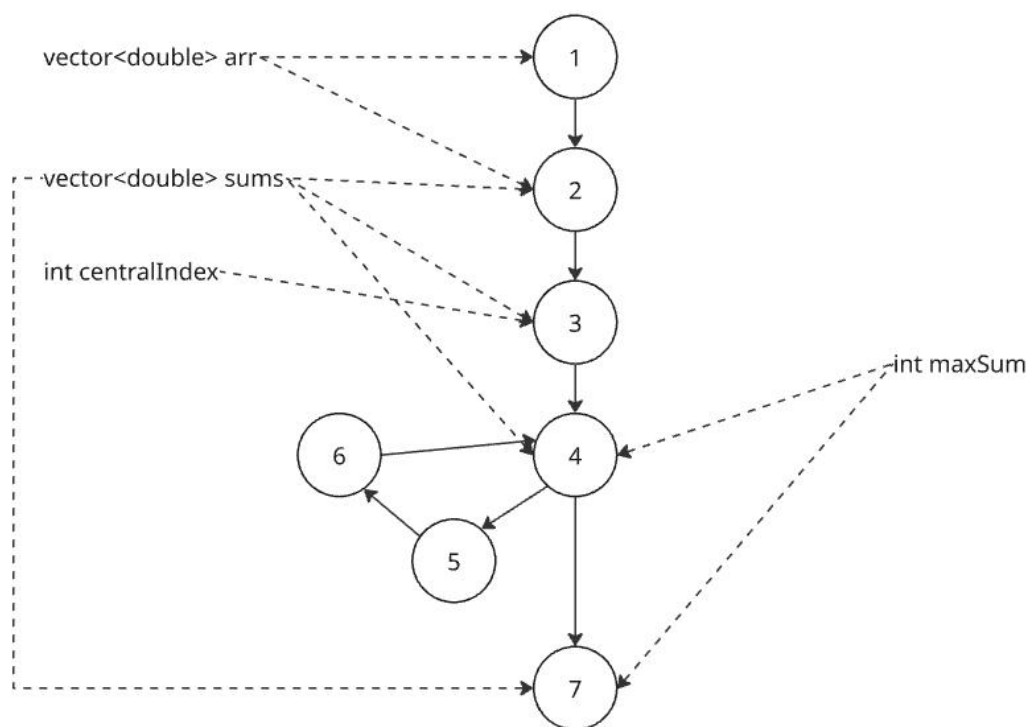 vector<double> arr
1
vector<double> sums
2
int centralIndex
3
int maxSum
6
4
5
7